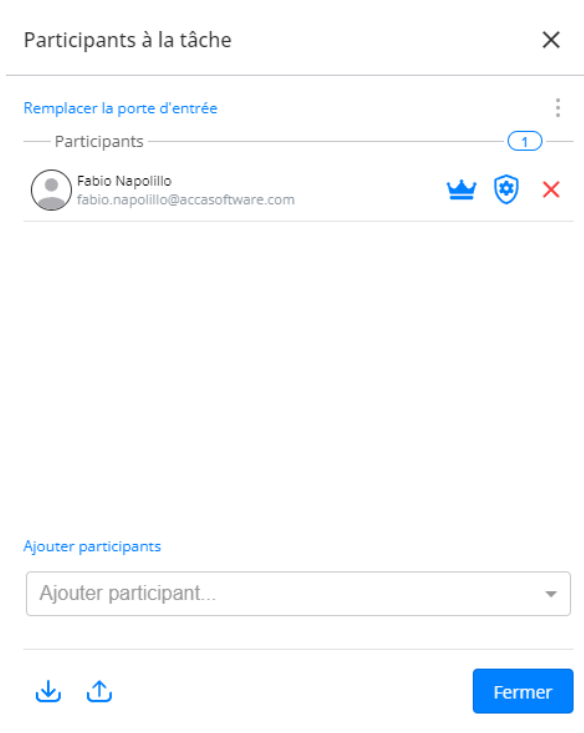 Participants à la tâche
Remplacer la porte d'entrée
Participants
1
Fabio Napolillo
fabio.napolillo@accasoftware.com
Ajouter participants
Ajouter participant...
Fermer